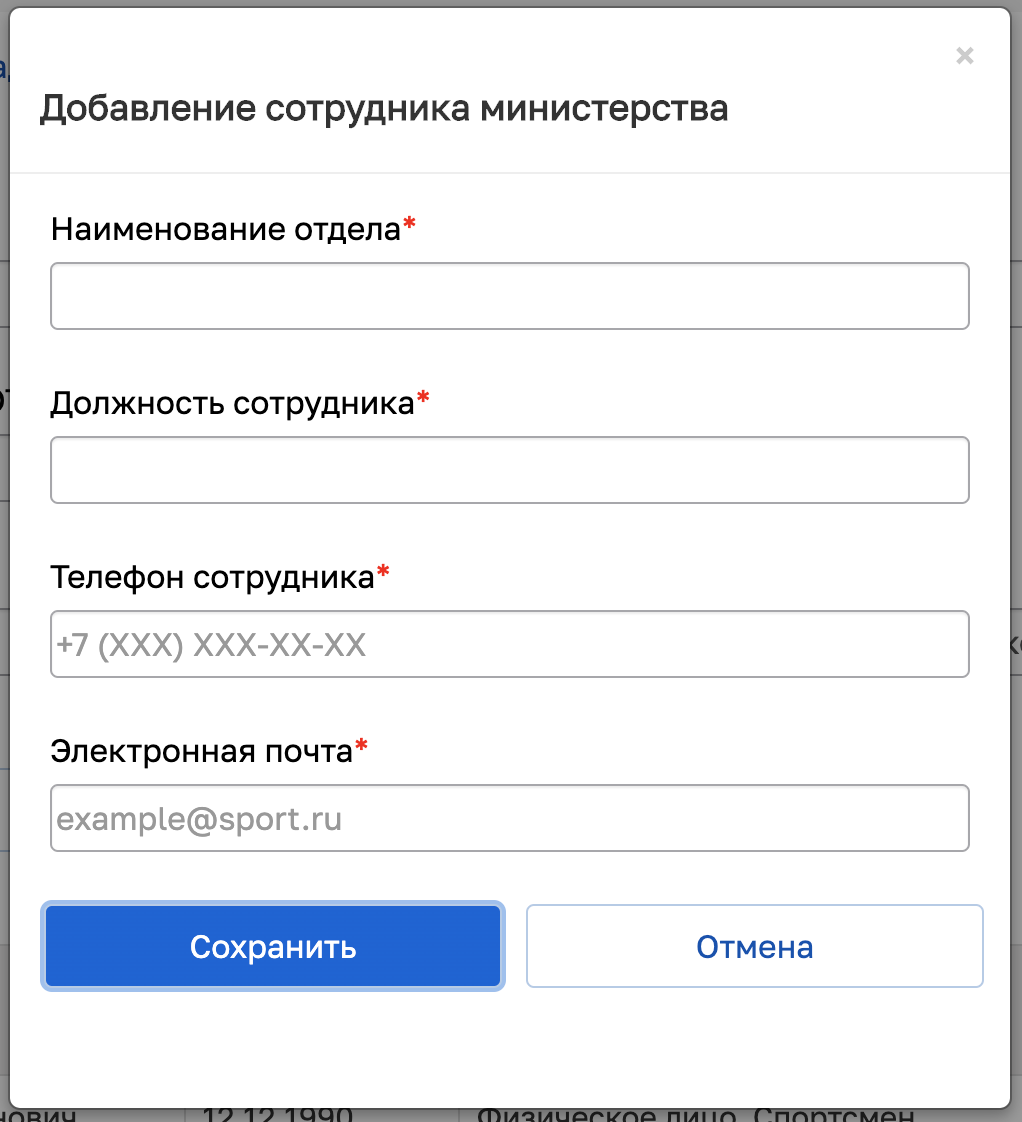 ×
Добавление сотрудника министерства
Наименование отдела*
Должность сотрудника*
Телефон сотрудника*
+7 (XXX) XXX-XX-XX
Электронная почта*
example@sport.ru
Сохранить
Отмена
12.12.1990 Физическое лицо, Спортсмен